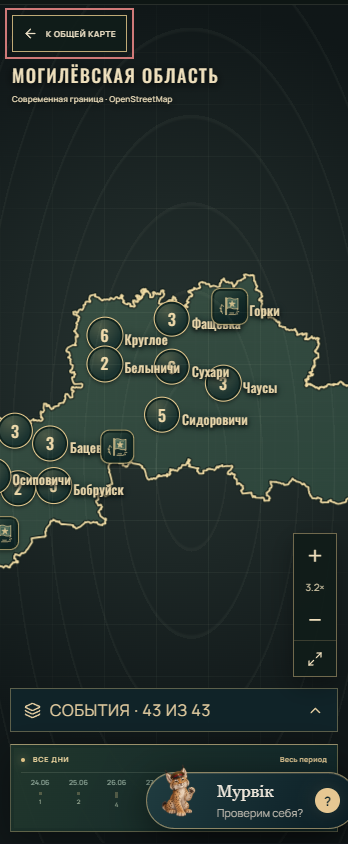 К ОБЩЕЙ КАРТЕ
МОГИЛЁВСКАЯ ОБЛАСТЬ
Современная граница · OpenStreetMap
Горки
3
Фащевка
6
Круглое
2
Белыничи
Сухари
3
Чаусы
5
Сидоровичи
3
3
Бацев
Осиповичи
2
3
Бобруйск
+
3.2×
−
СОБЫТИЯ · 43 ИЗ 43
ВСЕ ДНИ
Весь период
24.06 25.06 26.06 27
1 2 4
Мурвік
Проверим себя?
?